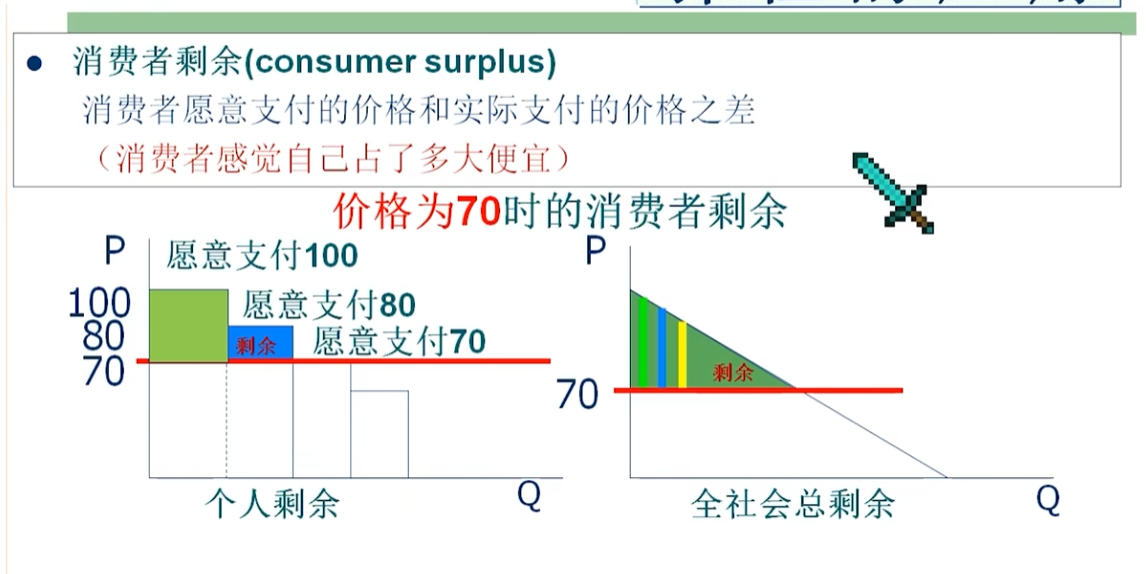 消费者剩余(consumer surplus)
消费者愿意支付的价格和实际支付的价格之差
（消费者感觉自己占了多大便宜）
价格为70时的消费者剩余
P
愿意支付100
100
愿意支付80
80
剩余
愿意支付70
70
个人剩余
Q
P
剩余
70
全社会总剩余
Q